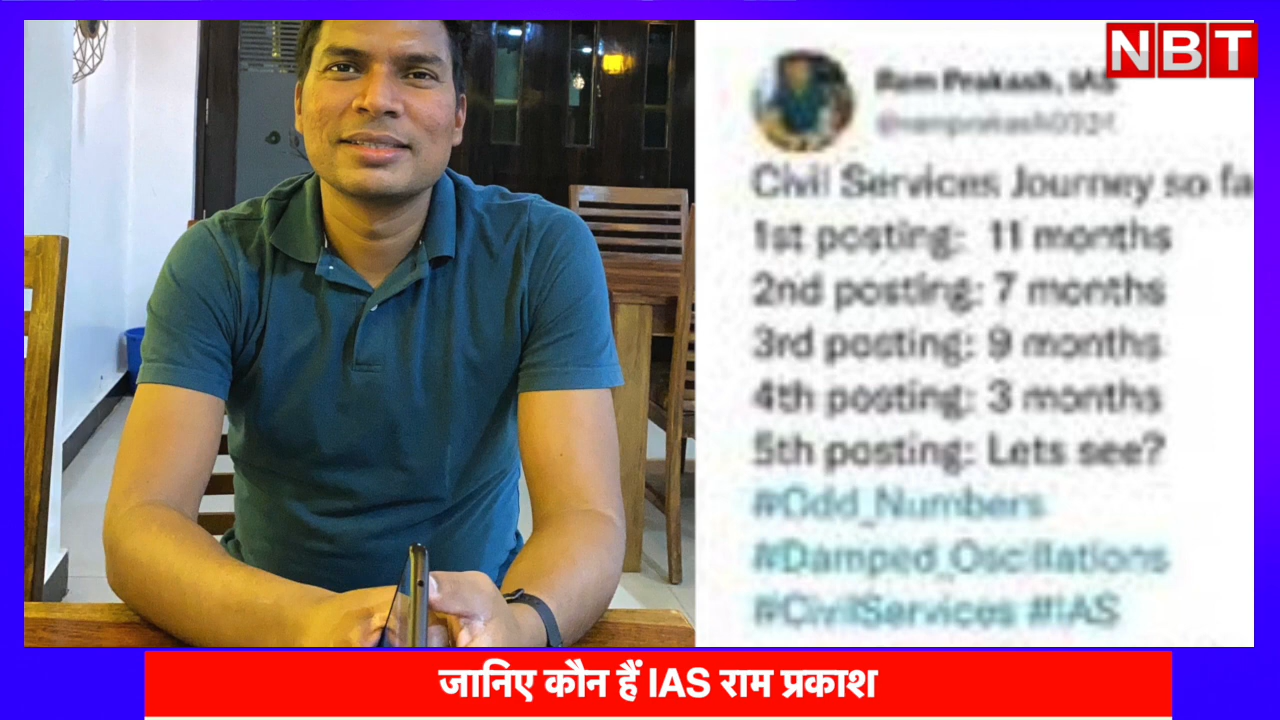 NBT
Ram Prakash, IAS
Civil Services Journey so fa
1st posting: 11 months
2nd posting: 7 months
3rd posting: 9 months
4th posting: 3 months
5th posting: Lets see?
#Odd_Numbers
#Damped_Oscillations
#CivilServices #IAS
जानिए कौन हैं IAS राम प्रकाश